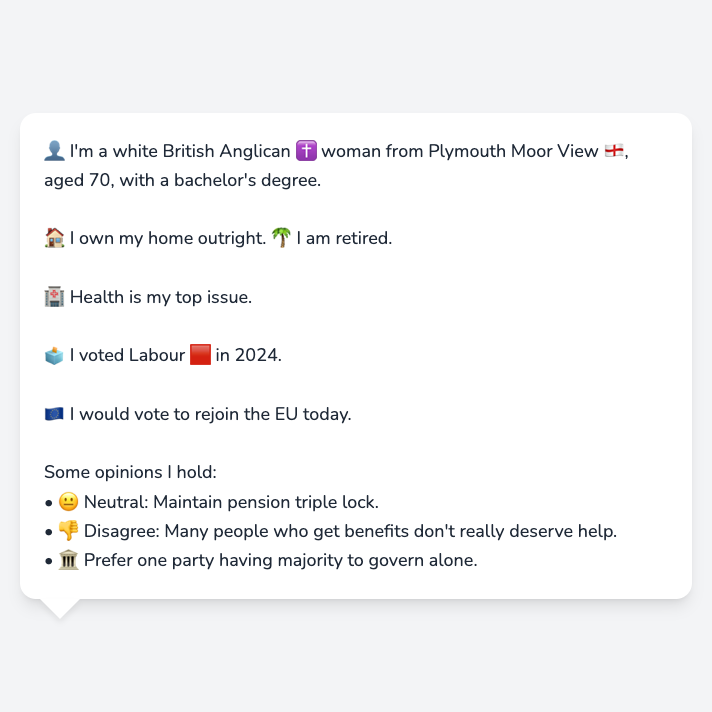 👤 I'm a white British Anglican ✝️ woman from Plymouth Moor View 🏴󠁧󠁢󠁥󠁮󠁧󠁿,
aged 70, with a bachelor's degree.
🏠 I own my home outright. 🌴 I am retired.
🏥 Health is my top issue.
🗳️ I voted Labour 🟥 in 2024.
🇪🇺 I would vote to rejoin the EU today.
Some opinions I hold:
• 😐 Neutral: Maintain pension triple lock.
• 👎 Disagree: Many people who get benefits don't really deserve help.
• 🏛️ Prefer one party having majority to govern alone.